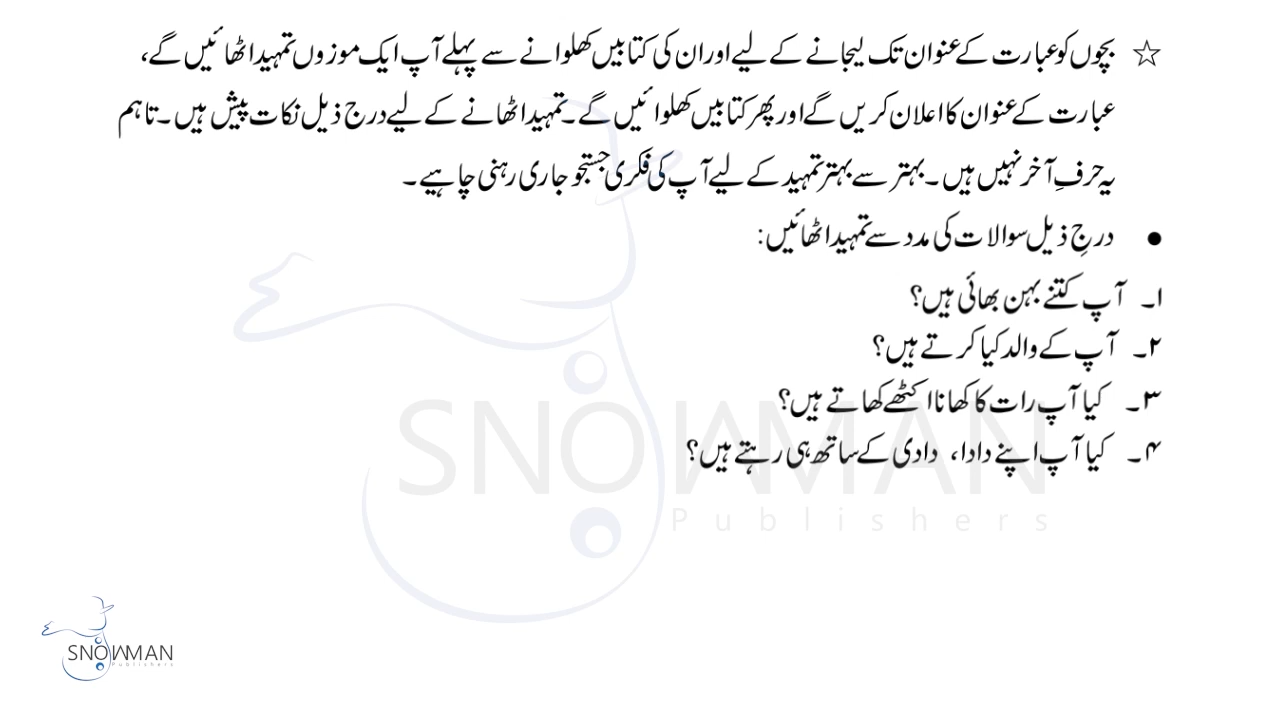 ☆ بچوں کو عبارت کے عنوان تک لیجانے کے لیے اور ان کی کتابیں کھلوانے سے پہلے آپ ایک موزوں تمہید اٹھائیں گے،
عبارت کے عنوان کا اعلان کریں گے اور پھر کتابیں کھلوائیں گے۔ تمہید اٹھانے کے لیے درج ذیل نکات پیش ہیں۔ تاہم
یہ حرفِ آخر نہیں ہیں۔ بہتر سے بہتر تمہید کے لیے آپ کی فکری جستجو جاری رہنی چاہیے۔
● درجِ ذیل سوالات کی مدد سے تمہید اٹھائیں:
۱۔ آپ کتنے بہن بھائی ہیں؟
۲۔ آپ کے والد کیا کرتے ہیں؟
۳۔ کیا آپ رات کا کھانا اکٹھے کھاتے ہیں؟
۴۔ کیا آپ اپنے دادا، دادی کے ساتھ ہی رہتے ہیں؟
SNOWMAN
Publishers
SNOWMAN
Publishers